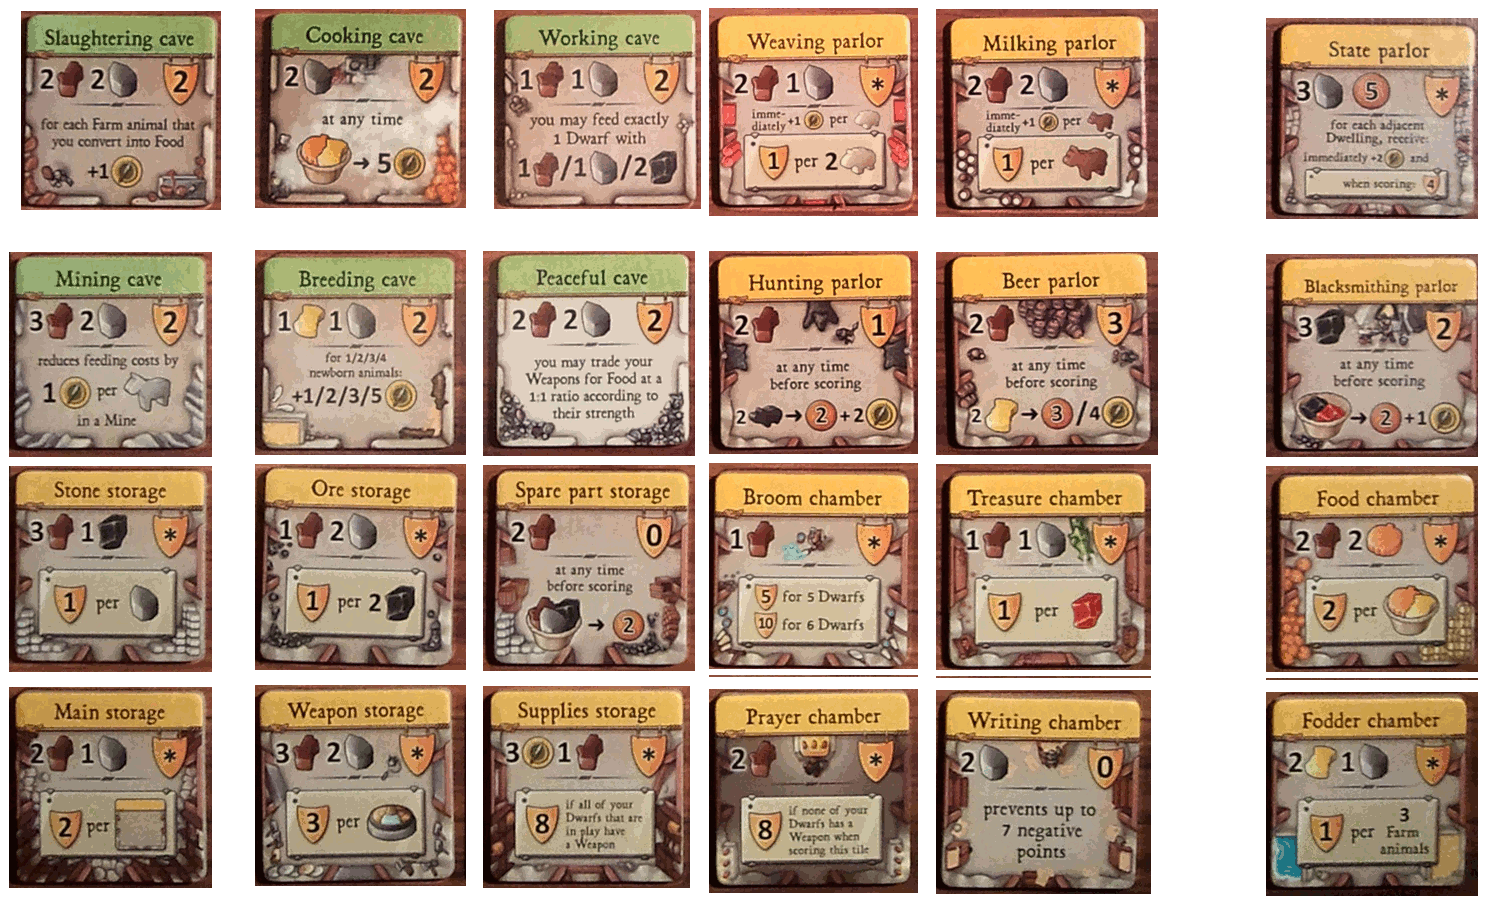 Slaughtering cave
2 2 2
for each Farm animal that
you convert into Food
+1
Cooking cave
2 2
at any time
→ 5
Working cave
1 1 2
you may feed exactly
1 Dwarf with
1 /1 /2
Weaving parlor
2 1 *
imme-
diately +1 per
1 per 2
Milking parlor
2 2 *
imme-
diately +1 per
1 per
State parlor
3 5 *
for each adjacent
Dwelling, receive:
immediately +2 and
when scoring: 4
Mining cave
3 2 2
reduces feeding costs by
1 per
in a Mine
Breeding cave
1 1 2
for 1/2/3/4
newborn animals:
+1/2/3/5
Peaceful cave
2 2 2
you may trade your
Weapons for Food at a
1:1 ratio according to
their strength
Hunting parlor
2 1
at any time
before scoring
2 → 2 + 2
Beer parlor
2 3
at any time
before scoring
2 → 3 / 4
Blacksmithing parlor
3 2
at any time
before scoring
→ 2 +1
Stone storage
3 1 *
1 per
Ore storage
1 2 *
1 per 2
Spare part storage
2 0
at any time
before scoring
→ 2
Broom chamber
1 *
5 for 5 Dwarfs
10 for 6 Dwarfs
Treasure chamber
1 1 *
1 per
Food chamber
2 2 *
2 per
Main storage
2 1 *
2 per
Weapon storage
3 2 *
3 per
Supplies storage
3 1 *
8
if all of your
Dwarfs that are
in play have
a Weapon
Prayer chamber
2 *
8
if none of your
Dwarfs has a
Weapon when
scoring this tile
Writing chamber
2 0
prevents up to
7 negative
points
Fodder chamber
2 1 *
1 per
3
Farm
animals